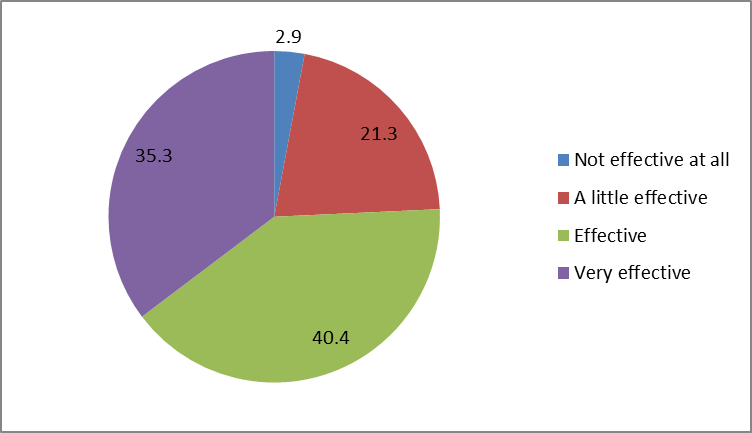 2.9
21.3
35.3
40.4
Not effective at all
A little effective
Effective
Very effective